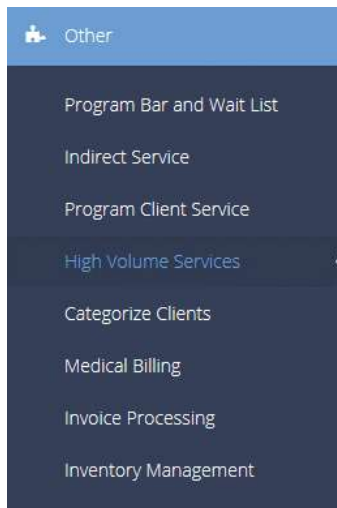 Other
Program Bar and Wait List
Indirect Service
Program Client Service
High Volume Services
Categorize Clients
Medical Billing
Invoice Processing
Inventory Management